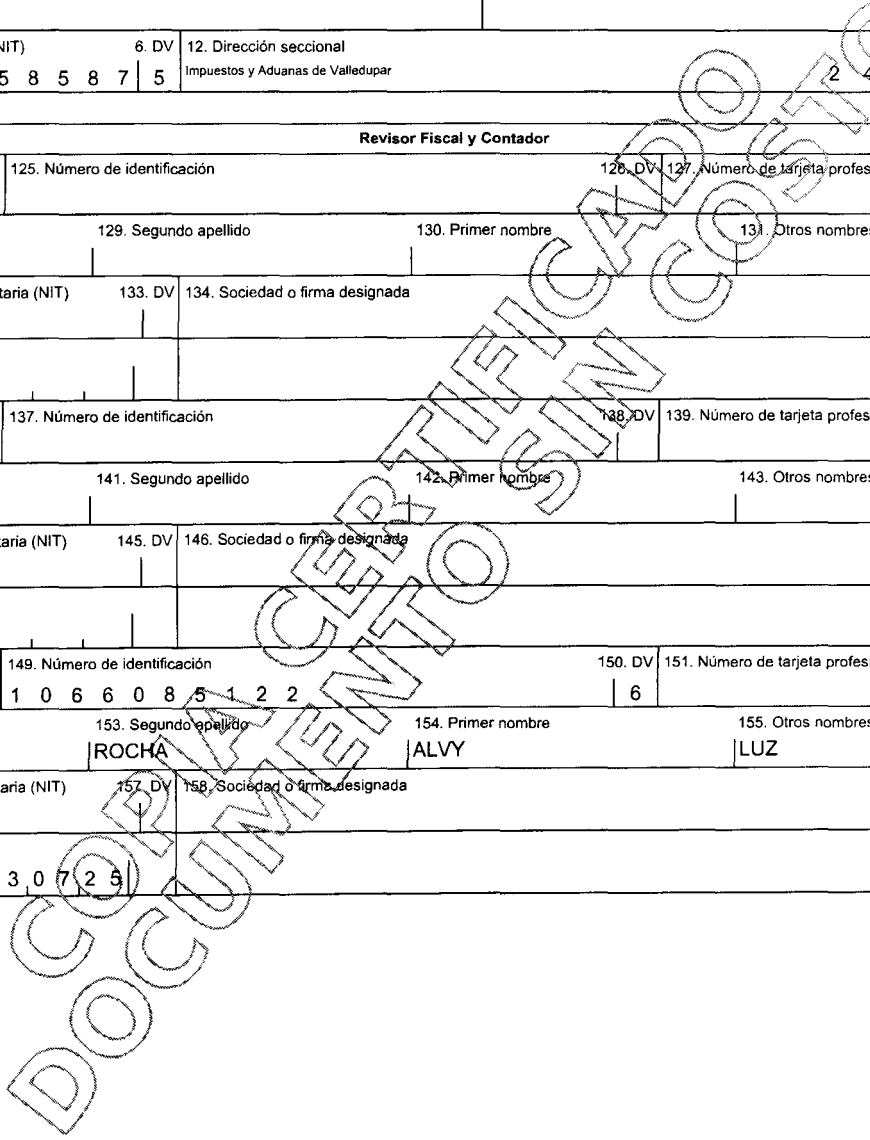 NIT) 6. DV 12. Dirección seccional
5 8 5 8 7 5 Impuestos y Aduanas de Valledupar 2 4
Revisor Fiscal y Contador
125. Número de identificación 126. DV 127. Número de tarjeta profes
129. Segundo apellido 130. Primer nombre 131. Otros nombres
taria (NIT) 133. DV 134. Sociedad o firma designada
137. Número de identificación 138. DV 139. Número de tarjeta profes
141. Segundo apellido 142. Primer nombre 143. Otros nombres
taria (NIT) 145. DV 146. Sociedad o firma designada
149. Número de identificación 150. DV 151. Número de tarjeta profesi
1 0 6 6 0 8 5 1 2 2 6
153. Segundo apellido 154. Primer nombre 155. Otros nombres
ROCHA ALVY LUZ
aria (NIT) 157. DV 158. Sociedad o firma designada
3 0 7 2 5
COPIA CERTIFICADO
DOCUMENTO SIN COSTO